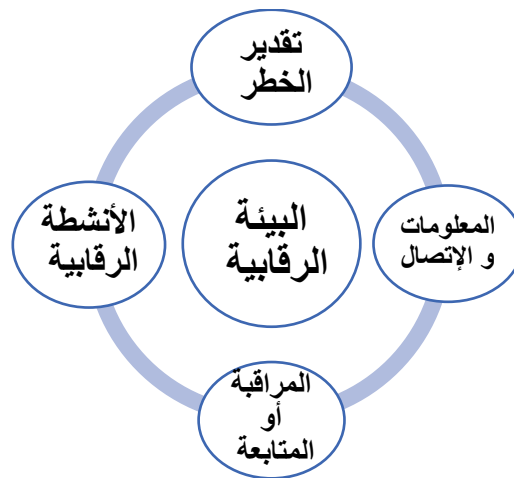 تقدير
الخطر
البيئة
الرقابية
المعلومات
و الإتصال
الأنشطة
الرقابية
المراقبة
أو
المتابعة